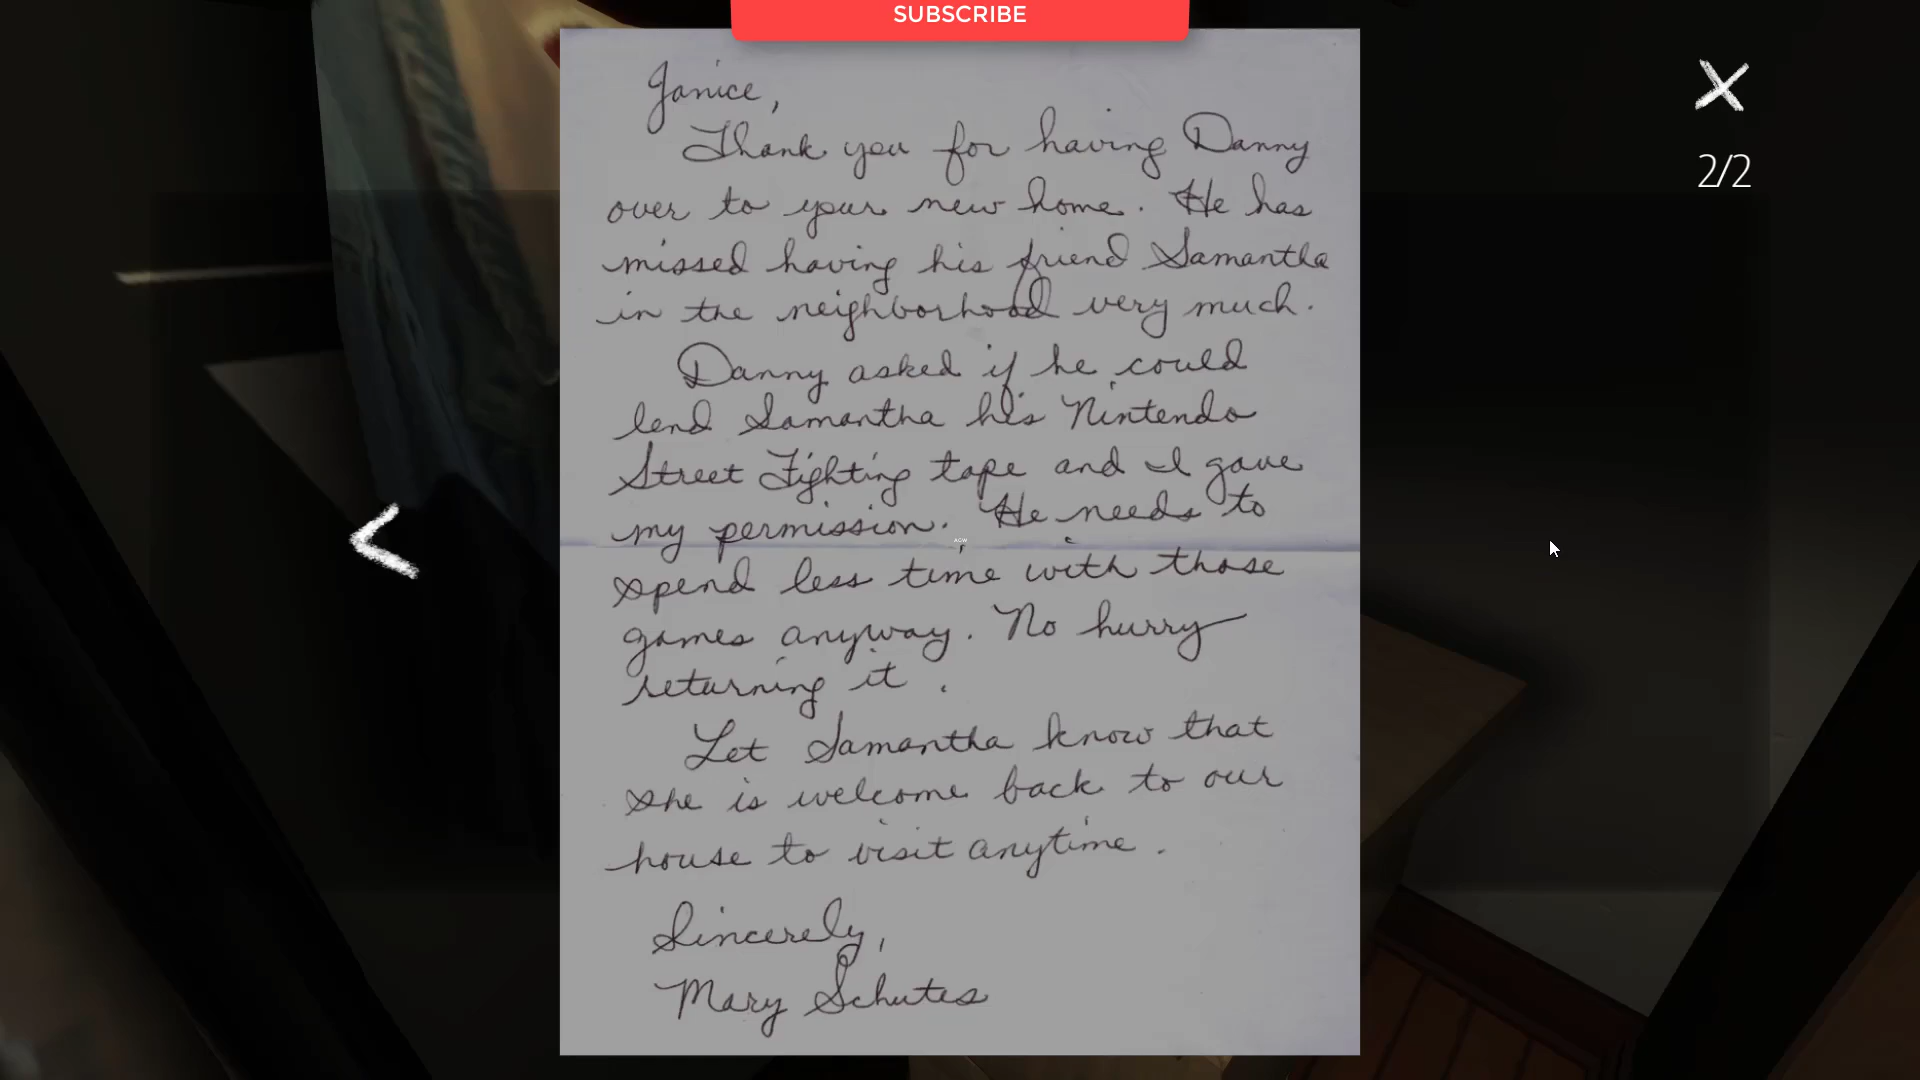 SUBSCRIBE
Janice,
Thank you for having Danny
over to your new home. He has
missed having his friend Samantha
in the neighborhood very much.
Danny asked if he could
lend Samantha his Nintendo
Street Fighting tape and I gave
my permission. He needs to
spend less time with those
games anyway. No hurry
returning it.
Let Samantha know that
she is welcome back to our
house to visit anytime.
Sincerely,
Mary Schutes
2/2